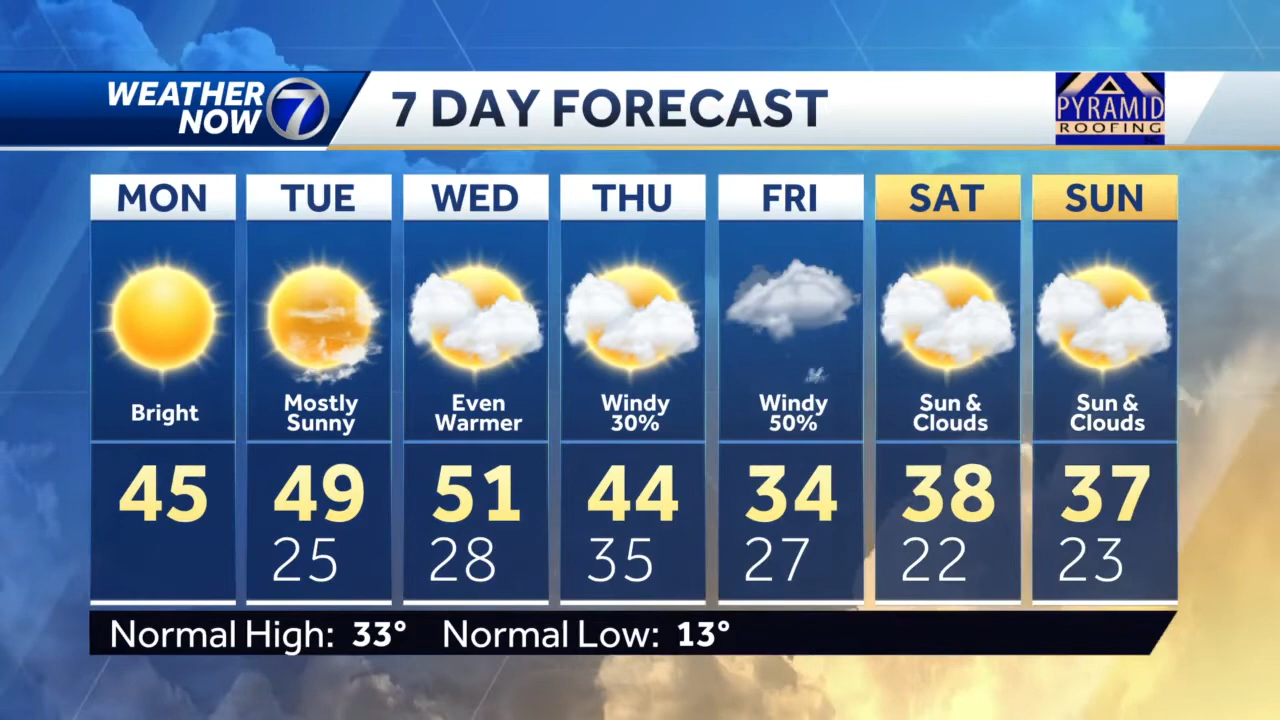 WEATHER
NOW
7
7 DAY FORECAST
PYRAMID
ROOFING
MON TUE WED THU FRI SAT SUN
Bright
Mostly
Sunny
Even
Warmer
Windy
30%
Windy
50%
Sun &
Clouds
Sun &
Clouds
45 49 51 44 34 38 37
25 28 35 27 22 23
Normal High: 33° Normal Low: 13°